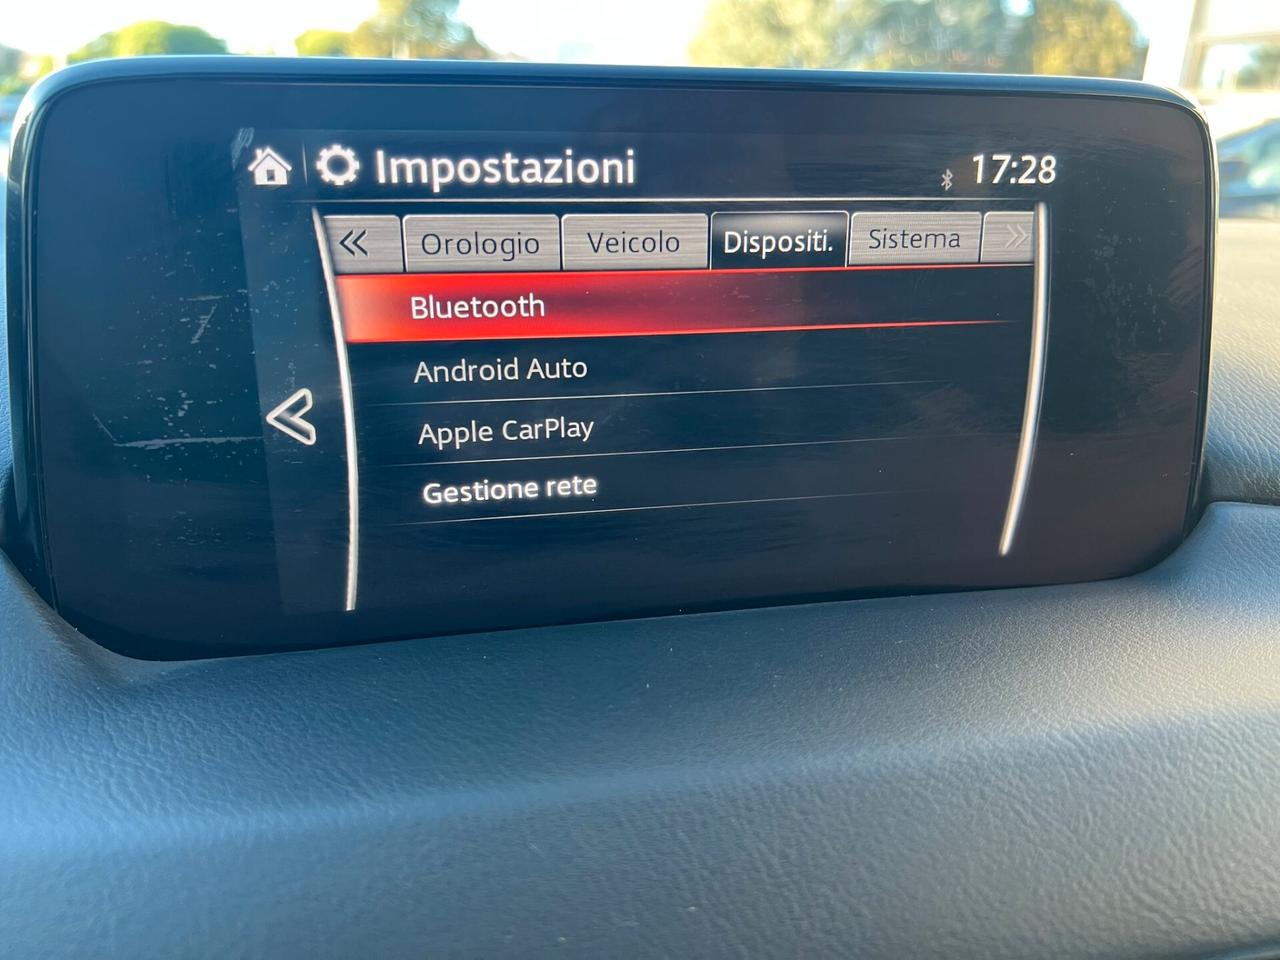 Impostazioni 17:28
« Orologio Veicolo Dispositi. Sistema »
Bluetooth
Android Auto
Apple CarPlay
Gestione rete